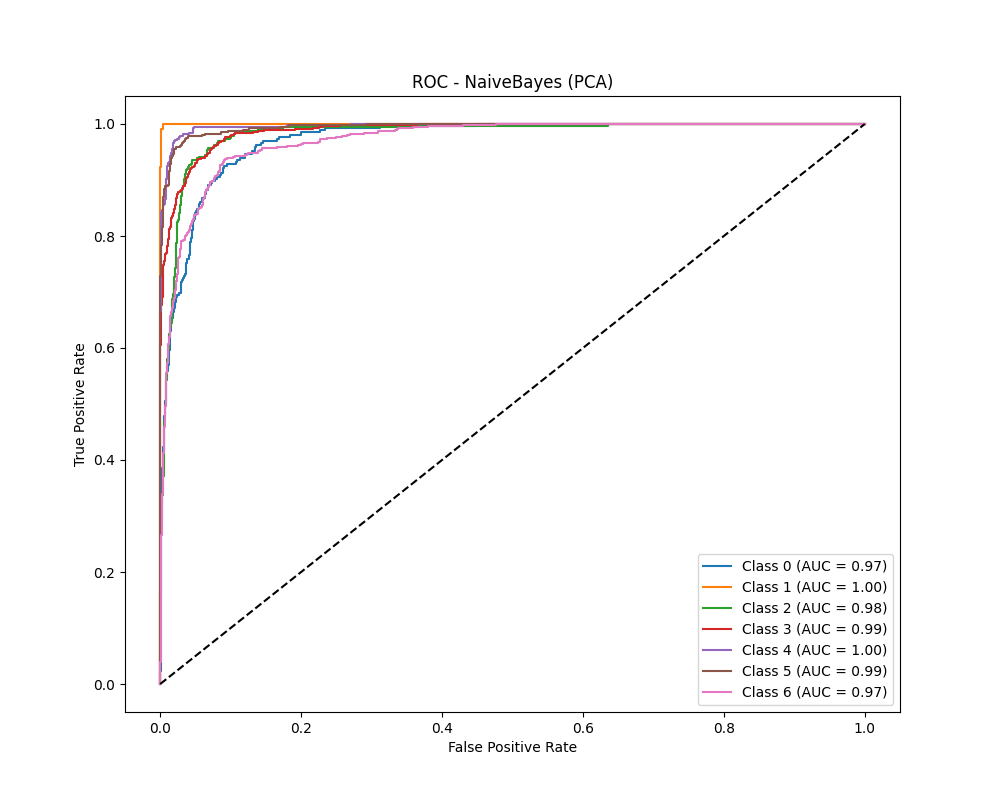 ROC - NaiveBayes (PCA)
True Positive Rate
1.0
0.8
0.6
0.4
0.2
0.0
0.0 0.2 0.4 0.6 0.8 1.0
False Positive Rate
Class 0 (AUC = 0.97)
Class 1 (AUC = 1.00)
Class 2 (AUC = 0.98)
Class 3 (AUC = 0.99)
Class 4 (AUC = 1.00)
Class 5 (AUC = 0.99)
Class 6 (AUC = 0.97)